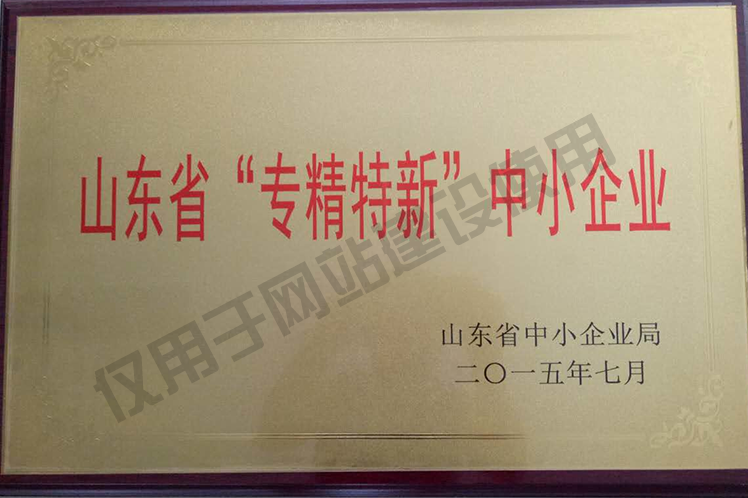 山东省“专精特新”中小企业
仅用于网站建设使用
山东省中小企业局
二〇一五年七月